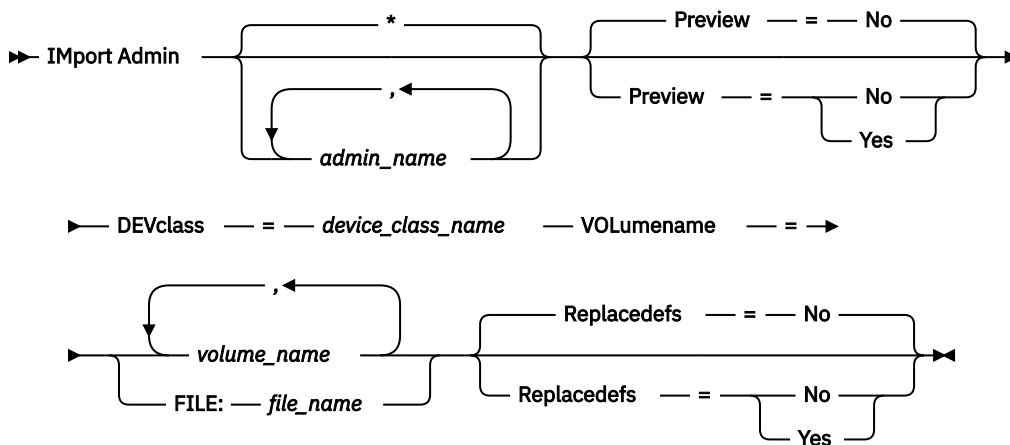 * Preview = No
IMport Admin
, Preview = No
Yes
admin_name
DEVclass = device_class_name VOLumename =
, Replacedefs = No
volume_name
FILE: file_name Replacedefs = No
Yes